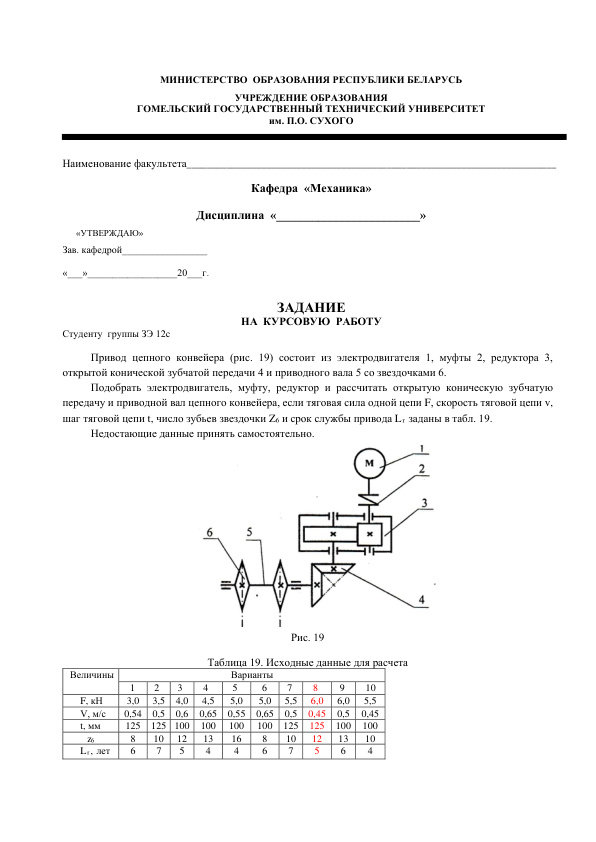 МИНИСТЕРСТВО ОБРАЗОВАНИЯ РЕСПУБЛИКИ БЕЛАРУСЬ
УЧРЕЖДЕНИЕ ОБРАЗОВАНИЯ
ГОМЕЛЬСКИЙ ГОСУДАРСТВЕННЫЙ ТЕХНИЧЕСКИЙ УНИВЕРСИТЕТ
им. П.О. СУХОГО
Наименование факультета____________________
Кафедра «Механика»
Дисциплина «_______________________»
«УТВЕРЖДАЮ»
Зав. кафедрой_________________
«___»__________________20___г.
ЗАДАНИЕ
НА КУРСОВУЮ РАБОТУ
Студенту группы ЗЭ 12с
Привод цепного конвейера (рис. 19) состоит из электродвигателя 1, муфты 2, редуктора 3,
открытой конической зубчатой передачи 4 и приводного вала 5 со звездочками 6.
Подобрать электродвигатель, муфту, редуктор и рассчитать открытую коническую зубчатую
передачу и приводной вал цепного конвейера, если тяговая сила одной цепи F, скорость тяговой цепи v,
шаг тяговой цепи t, число зубьев звездочки Z6 и срок службы привода Lг заданы в табл. 19.
Недостающие данные принять самостоятельно.
1
М
2
3
6 5
4
Рис. 19
Таблица 19. Исходные данные для расчета
Величины Варианты
1 2 3 4 5 6 7 8 9 10
F, кН 3,0 3,5 4,0 4,5 5,0 5,0 5,5 6,0 6,0 5,5
V, м/с 0,54 0,5 0,6 0,65 0,55 0,65 0,5 0,45 0,5 0,45
t, мм 125 125 100 100 100 100 125 125 100 100
z6 8 10 12 13 16 8 10 12 13 10
Lг, лет 6 7 5 4 4 6 7 5 6 4